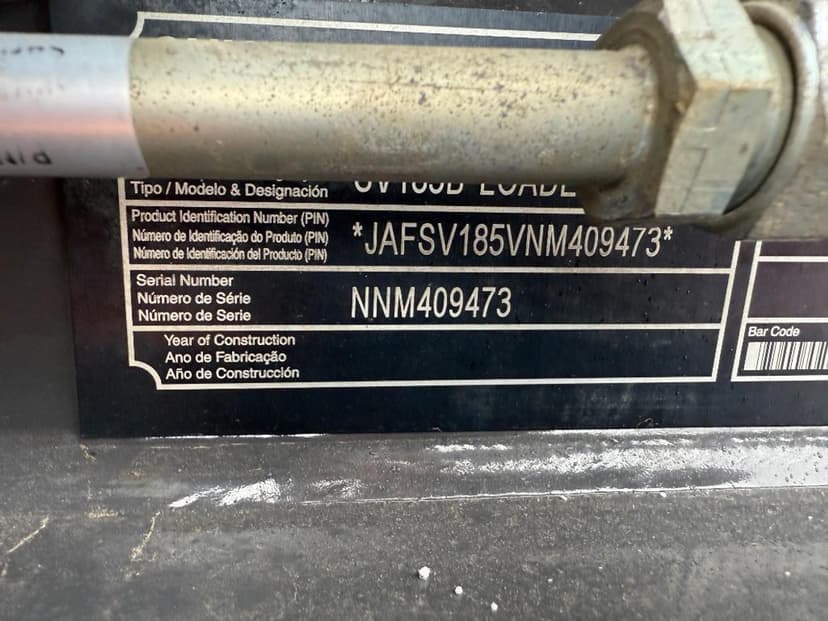 Tipo / Modelo & Designación
Product Identification Number (PIN)
Número de Identificação do Produto (PIN)
Número de Identificación del Producto (PIN)
*JAFSV185VNM409473*
Serial Number
Número de Série
Número de Serie
NNM409473
Year of Construction
Ano de Fabricação
Año de Construcción
Bar Code